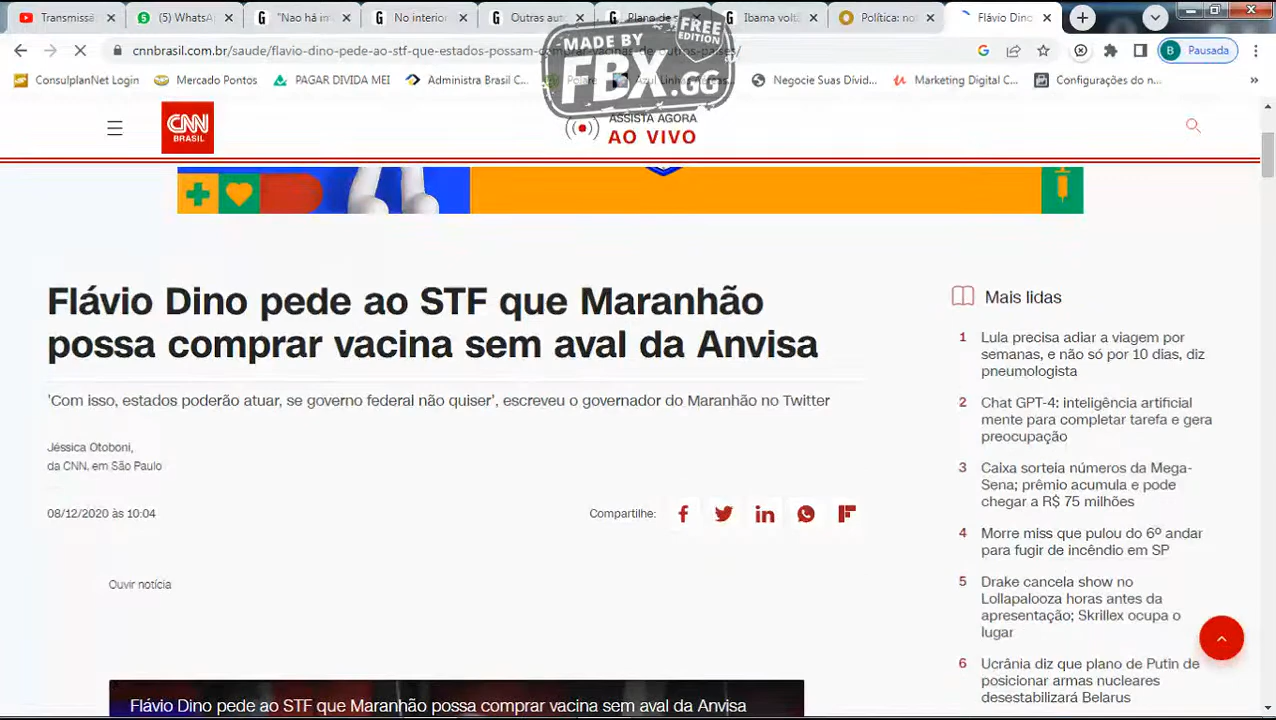 Transmissã
(5) WhatsA
"Nao há im
No interio
Outras aut
Plano de s
Ibama volt
Política: no
Flávio Dino
cnnbrasil.com.br/saude/flavio-dino-pede-ao-stf-que-estados-possam-comprar-vacinas-de-outros-paises/
Pausada
ConsulplanNet Login
Mercado Pontos
PAGAR DIVIDA MEI
Administra Brasil C...
Azul Linhas Aéreas...
Negocie Suas Dívid...
Marketing Digital C...
Configurações do n...
MADE BY
FREE
EDITION
FBX.GG
CNN
BRASIL
ASSISTA AGORA
AO VIVO
Flávio Dino pede ao STF que Maranhão
possa comprar vacina sem aval da Anvisa
'Com isso, estados poderão atuar, se governo federal não quiser', escreveu o governador do Maranhão no Twitter
Jéssica Otoboni,
da CNN, em São Paulo
08/12/2020 às 10:04
Compartilhe:
Ouvir notícia
Flávio Dino pede ao STF que Maranhão possa comprar vacina sem aval da Anvisa
Mais lidas
1 Lula precisa adiar a viagem por
semanas, e não só por 10 dias, diz
pneumologista
2 Chat GPT-4: inteligência artificial
mente para completar tarefa e gera
preocupação
3 Caixa sorteia números da Mega-
Sena; prêmio acumula e pode
chegar a R$ 75 milhões
4 Morre miss que pulou do 6º andar
para fugir de incêndio em SP
5 Drake cancela show no
Lollapalooza horas antes da
apresentação; Skrillex ocupa o
lugar
6 Ucrânia diz que plano de Putin de
posicionar armas nucleares
desestabilizará Belarus